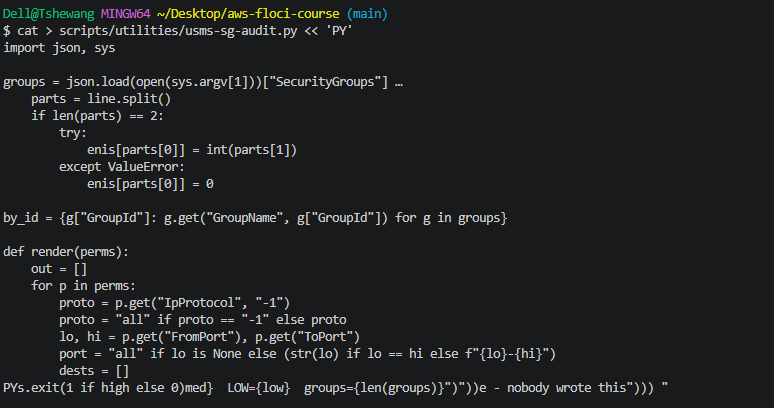 Dell@Tshewang MINGW64 ~/Desktop/aws-floci-course (main)
$ cat > scripts/utilities/usms-sg-audit.py << 'PY'
import json, sys

groups = json.load(open(sys.argv[1]))["SecurityGroups"] …
    parts = line.split()
    if len(parts) == 2:
        try:
            enis[parts[0]] = int(parts[1])
        except ValueError:
            enis[parts[0]] = 0

by_id = {g["GroupId"]: g.get("GroupName", g["GroupId"]) for g in groups}

def render(perms):
    out = []
    for p in perms:
        proto = p.get("IpProtocol", "-1")
        proto = "all" if proto == "-1" else proto
        lo, hi = p.get("FromPort"), p.get("ToPort")
        port = "all" if lo is None else (str(lo) if lo == hi else f"{lo}-{hi}")
        dests = []
PYs.exit(1 if high else 0)med}  LOW={low}  groups={len(groups)}")"))e - nobody wrote this"))) "